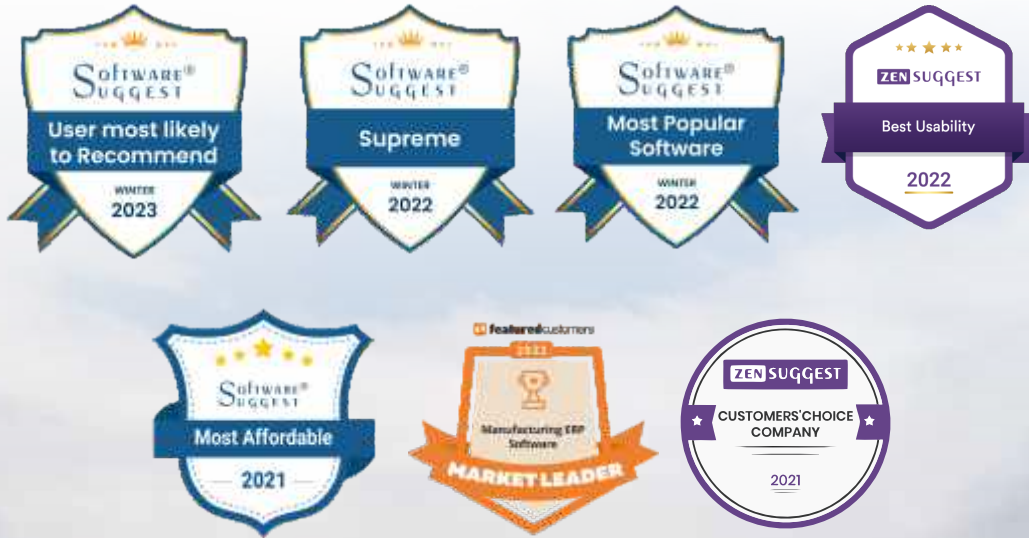 SOFTWARE®
SUGGEST
User most likely
to Recommend
WINTER
2023
SOFTWARE®
SUGGEST
Supreme
WINTER
2022
SOFTWARE®
SUGGEST
Most Popular
Software
WINTER
2022
ZEN SUGGEST
Best Usability
2022
SOFTWARE®
SUGGEST
Most Affordable
2021
featuredcustomers
Manufacturing ERP
Software
MARKET LEADER
ZEN SUGGEST
CUSTOMERS'CHOICE
COMPANY
2021